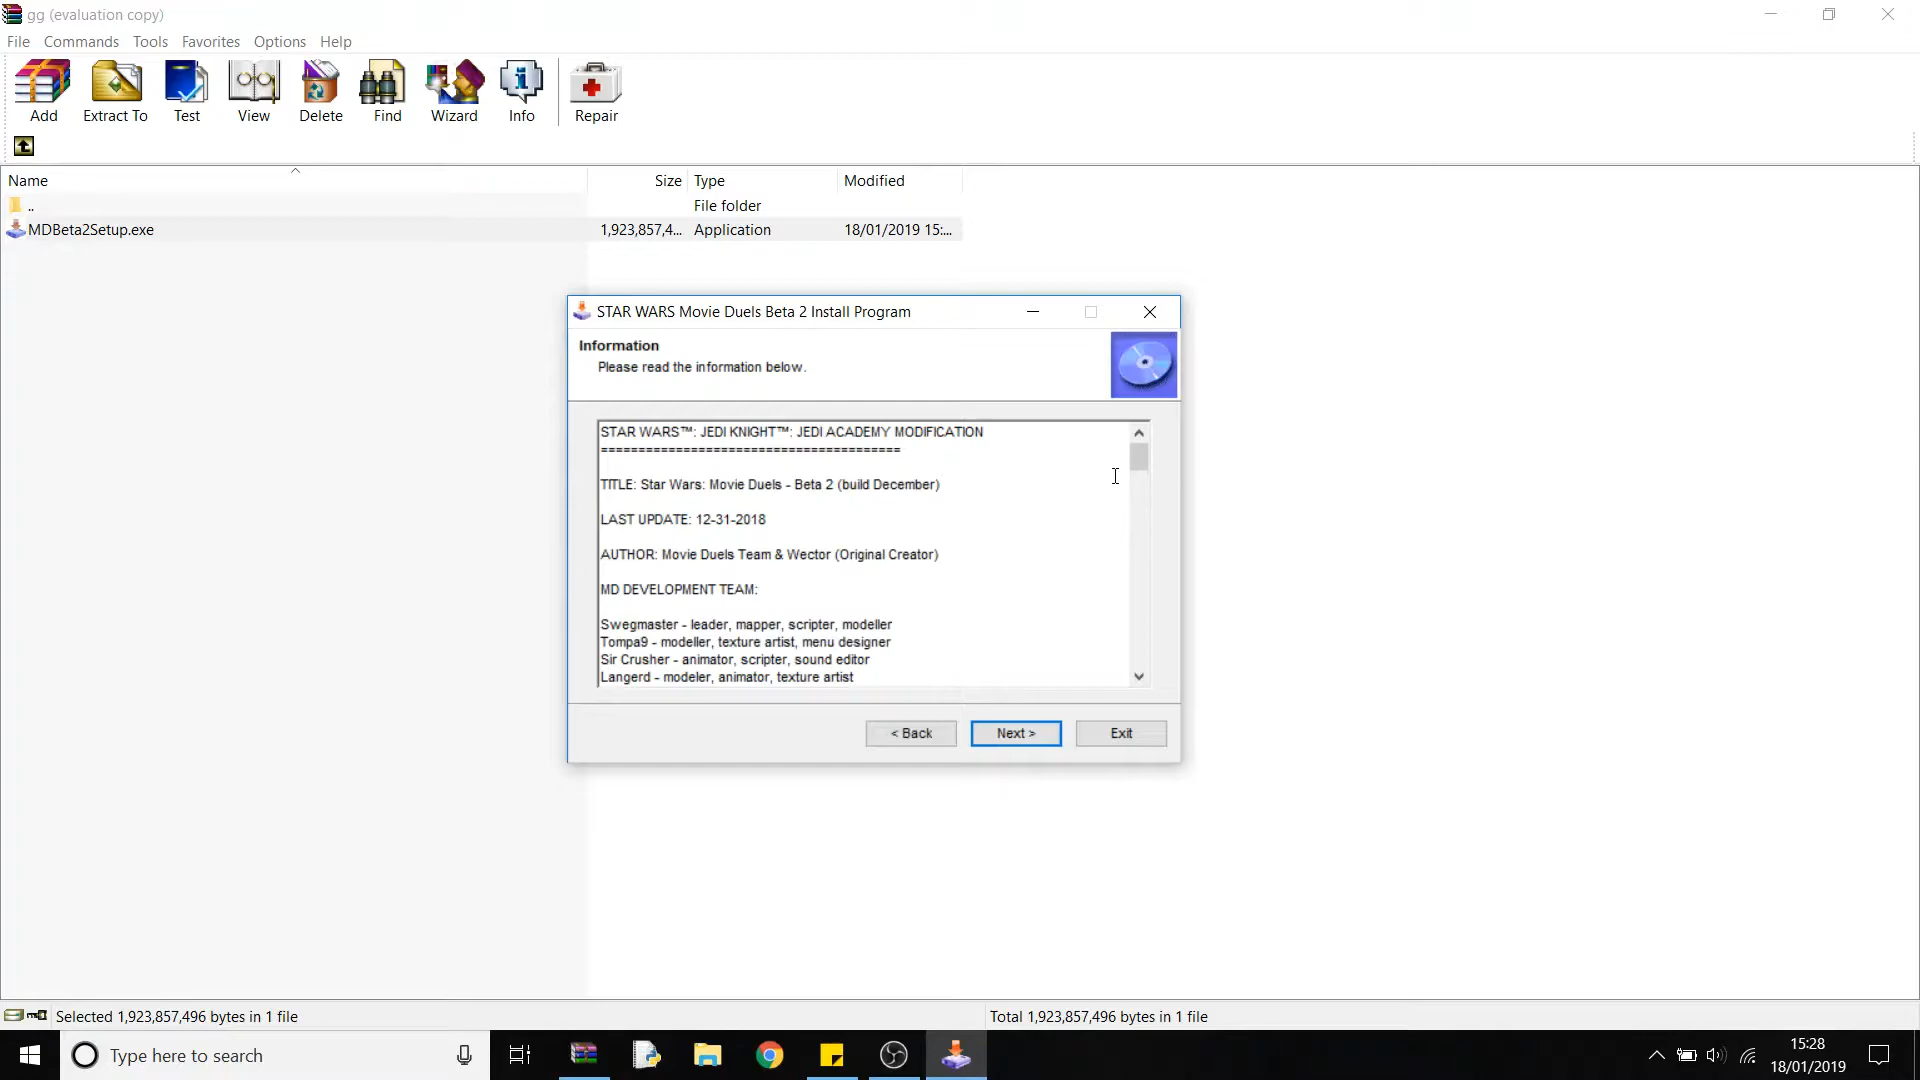 gg (evaluation copy)
File Commands Tools Favorites Options Help
Add Extract To Test View Delete Find Wizard Info Repair
Name Size Type Modified
.. File folder
MDBeta2Setup.exe 1,923,857,4... Application 18/01/2019 15:...
STAR WARS Movie Duels Beta 2 Install Program
Information
Please read the information below.
STAR WARS™: JEDI KNIGHT™: JEDI ACADEMY MODIFICATION
========================================
TITLE: Star Wars: Movie Duels - Beta 2 (build December)
LAST UPDATE: 12-31-2018
AUTHOR: Movie Duels Team & Wector (Original Creator)
MD DEVELOPMENT TEAM:
Swegmaster - leader, mapper, scripter, modeller
Tompa9 - modeller, texture artist, menu designer
Sir Crusher - animator, scripter, sound editor
Langerd - modeler, animator, texture artist
< Back Next > Exit
Selected 1,923,857,496 bytes in 1 file Total 1,923,857,496 bytes in 1 file
Type here to search
15:28
18/01/2019